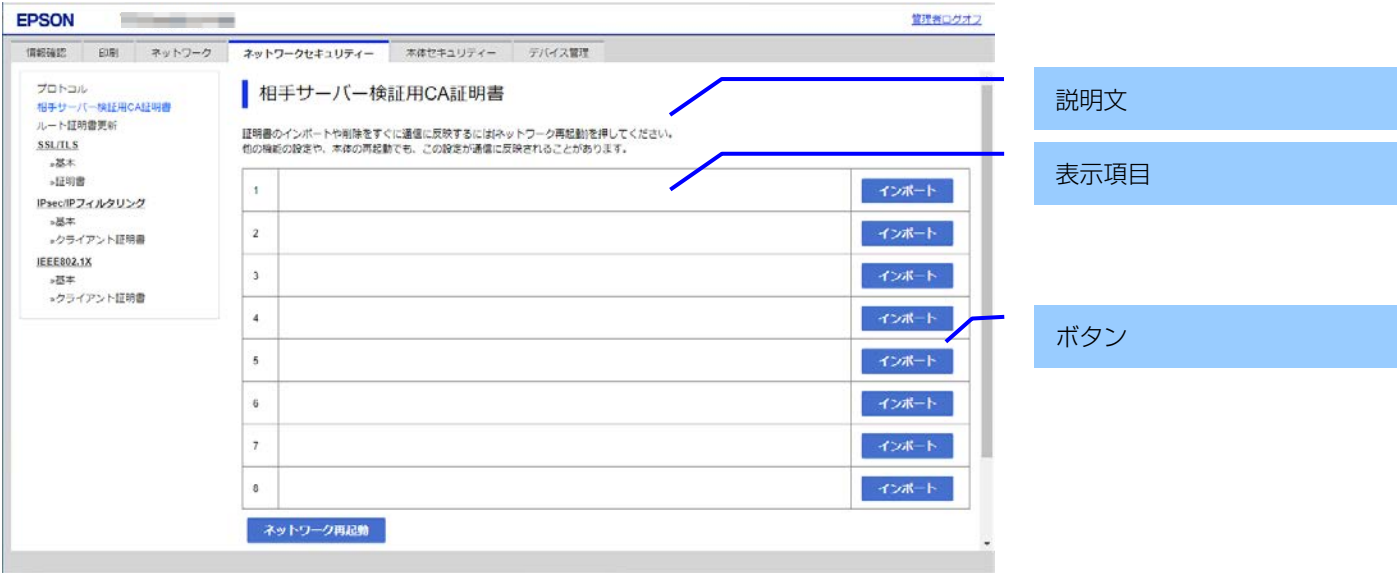 EPSON
管理者ログオフ
情報確認 印刷 ネットワーク ネットワークセキュリティー 本体セキュリティー デバイス管理
プロトコル
相手サーバー検証用CA証明書
ルート証明書更新
SSL/TLS
»基本
»証明書
IPsec/IPフィルタリング
»基本
»クライアント証明書
IEEE802.1X
»基本
»クライアント証明書
相手サーバー検証用CA証明書
証明書のインポートや削除をすぐに通信に反映するには[ネットワーク再起動]を押してください。
他の機能の設定や、本体の再起動でも、この設定が通信に反映されることがあります。
1 インポート
2 インポート
3 インポート
4 インポート
5 インポート
6 インポート
7 インポート
8 インポート
ネットワーク再起動
説明文
表示項目
ボタン